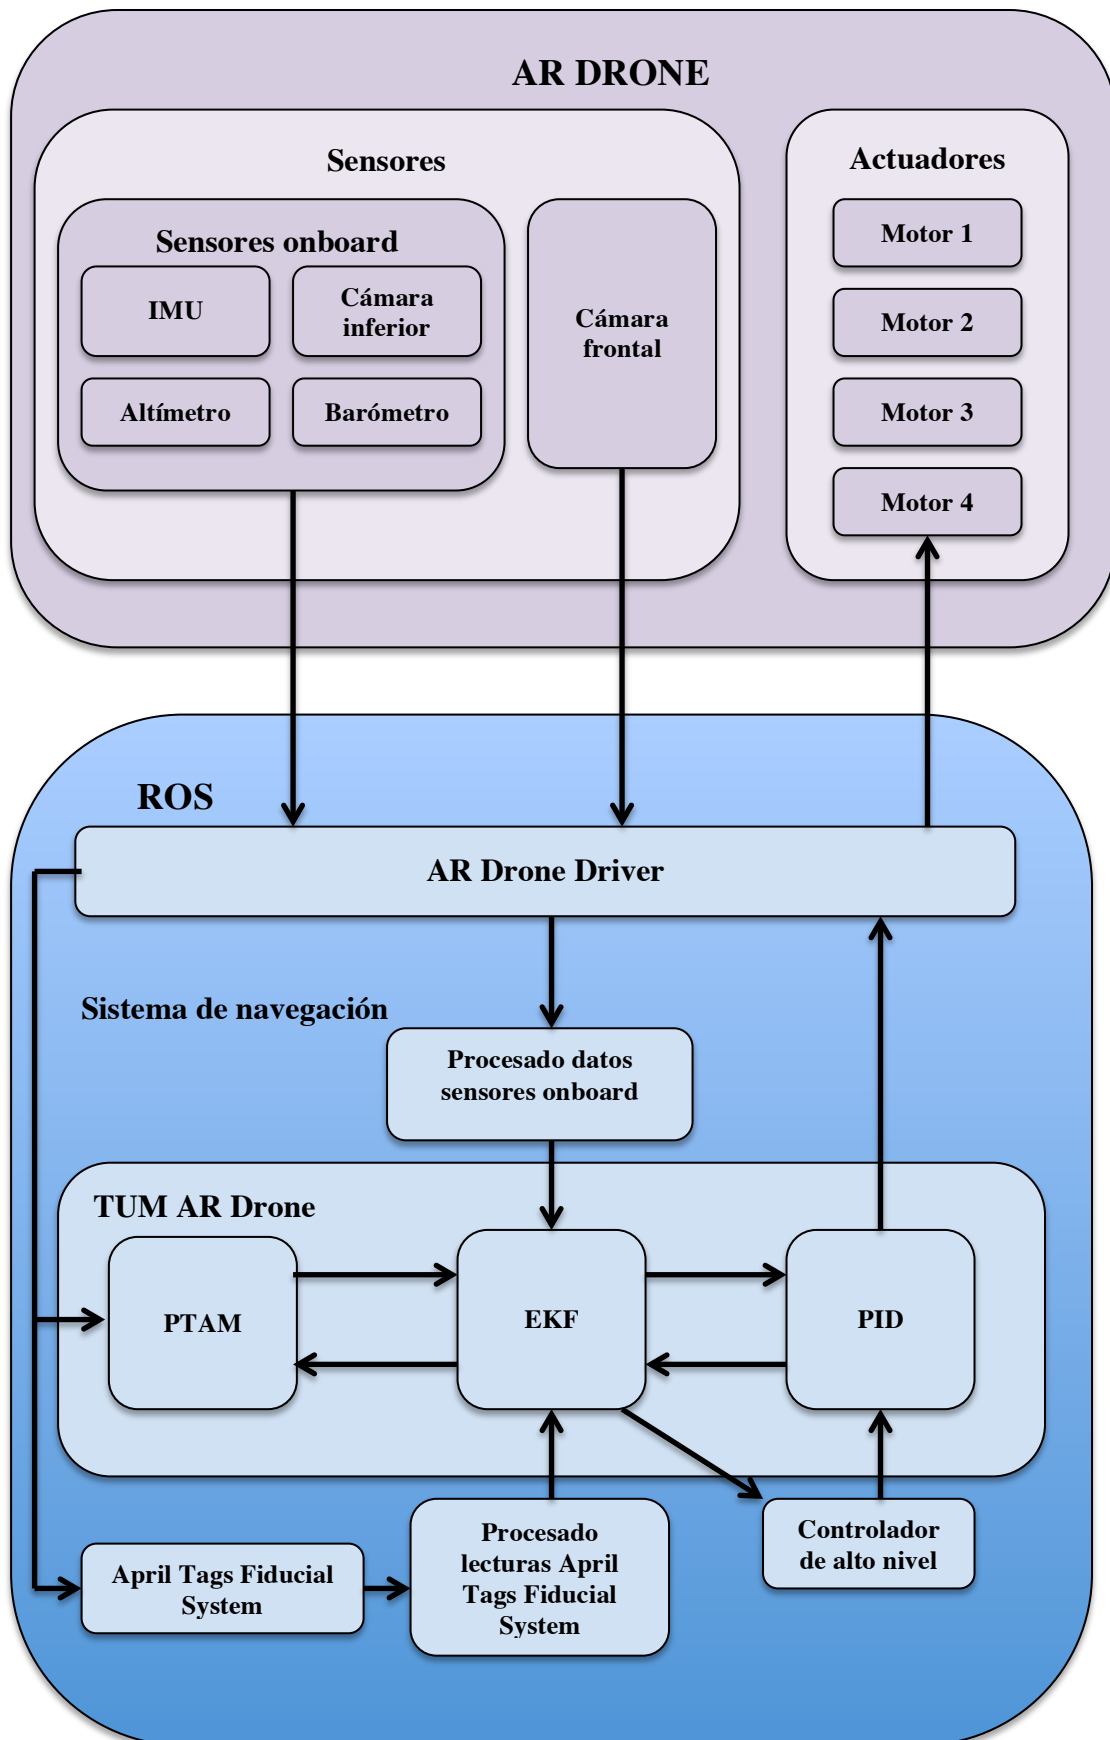 AR DRONE
Sensores
Sensores onboard
IMU
Cámara
inferior
Altímetro
Barómetro
Cámara
frontal
Actuadores
Motor 1
Motor 2
Motor 3
Motor 4
ROS
AR Drone Driver
Sistema de navegación
Procesado datos
sensores onboard
TUM AR Drone
PTAM
EKF
PID
April Tags Fiducial
System
Procesado
lecturas April
Tags Fiducial
System
Controlador
de alto nivel